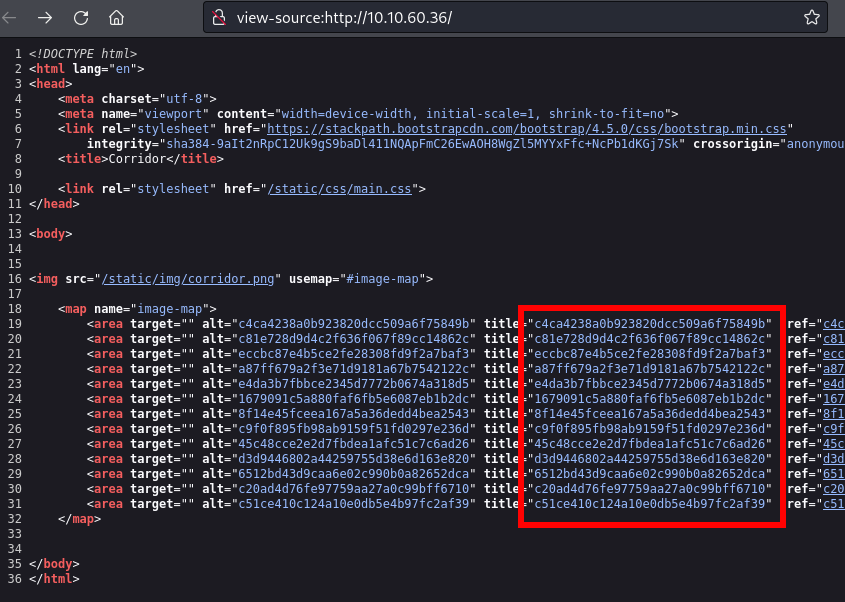 view-source:http://10.10.60.36/
1 <!DOCTYPE html>
2 <html lang="en">
3 <head>
4 <meta charset="utf-8">
5 <meta name="viewport" content="width=device-width, initial-scale=1, shrink-to-fit=no">
6 <link rel="stylesheet" href="https://stackpath.bootstrapcdn.com/bootstrap/4.5.0/css/bootstrap.min.css"
7 integrity="sha384-9aIt2nRpC12Uk9gS9baDl411NQApFmC26EwAOH8WgZl5MYYxFfc+NcPb1dKGj7Sk" crossorigin="anonymou
8 <title>Corridor</title>
9
10 <link rel="stylesheet" href="/static/css/main.css">
11 </head>
12
13 <body>
14
15
16 <img src="/static/img/corridor.png" usemap="#image-map">
17
18 <map name="image-map">
19 <area target="" alt="c4ca4238a0b923820dcc509a6f75849b" title="c4ca4238a0b923820dcc509a6f75849b" ref="c4c
20 <area target="" alt="c81e728d9d4c2f636f067f89cc14862c" title="c81e728d9d4c2f636f067f89cc14862c" ref="c81
21 <area target="" alt="eccbc87e4b5ce2fe28308fd9f2a7baf3" title="eccbc87e4b5ce2fe28308fd9f2a7baf3" ref="ecc
22 <area target="" alt="a87ff679a2f3e71d9181a67b7542122c" title="a87ff679a2f3e71d9181a67b7542122c" ref="a87
23 <area target="" alt="e4da3b7fbbce2345d7772b0674a318d5" title="e4da3b7fbbce2345d7772b0674a318d5" ref="e4d
24 <area target="" alt="1679091c5a880faf6fb5e6087eb1b2dc" title="1679091c5a880faf6fb5e6087eb1b2dc" ref="167
25 <area target="" alt="8f14e45fceea167a5a36dedd4bea2543" title="8f14e45fceea167a5a36dedd4bea2543" ref="8f1
26 <area target="" alt="c9f0f895fb98ab9159f51fd0297e236d" title="c9f0f895fb98ab9159f51fd0297e236d" ref="c9f
27 <area target="" alt="45c48cce2e2d7fbdea1afc51c7c6ad26" title="45c48cce2e2d7fbdea1afc51c7c6ad26" ref="45c
28 <area target="" alt="d3d9446802a44259755d38e6d163e820" title="d3d9446802a44259755d38e6d163e820" ref="d3d
29 <area target="" alt="6512bd43d9caa6e02c990b0a82652dca" title="6512bd43d9caa6e02c990b0a82652dca" ref="651
30 <area target="" alt="c20ad4d76fe97759aa27a0c99bff6710" title="c20ad4d76fe97759aa27a0c99bff6710" ref="c20
31 <area target="" alt="c51ce410c124a10e0db5e4b97fc2af39" title="c51ce410c124a10e0db5e4b97fc2af39" ref="c51
32 </map>
33
34
35 </body>
36 </html>